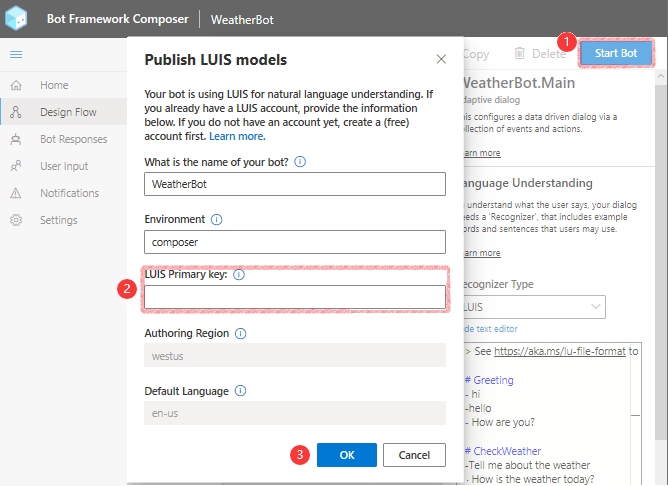 Bot Framework Composer
WeatherBot
Copy
Delete
1
Start Bot
Home
Design Flow
Bot Responses
User Input
Notifications
Settings
Publish LUIS models
Your bot is using LUIS for natural language understanding. If
you already have a LUIS account, provide the information
below. If you do not have an account yet, create a (free)
account first. Learn more.
What is the name of your bot?
WeatherBot
Environment
composer
2
LUIS Primary key:
Authoring Region
westus
Default Language
en-us
3
OK
Cancel
WeatherBot.Main
daptive dialog
his configures a data driven dialog via a
ollection of events and actions.
earn more
anguage Understanding
o understand what the user says, your dialog
eeds a 'Recognizer', that includes example
ords and sentences that users may use.
earn more
ecognizer Type
LUIS
ide text editor
> See https://aka.ms/lu-file-format to
# Greeting
- hi
-hello
- How are you?
# CheckWeather
-Tell me about the weather
- How is the weather today?